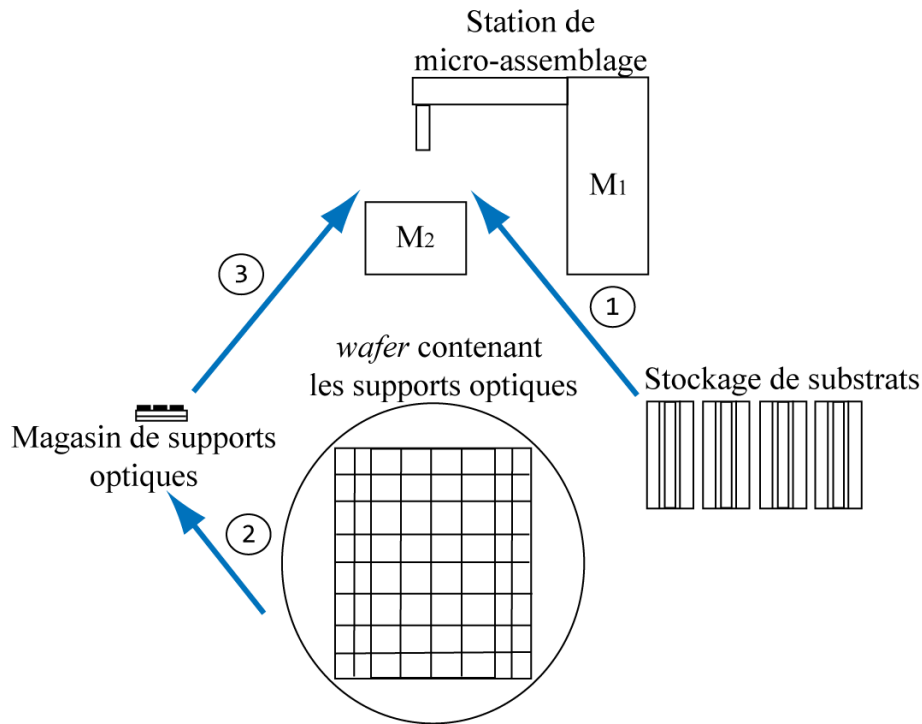 Station de
micro-assemblage
M1
M2
3
1
wafer contenant
les supports optiques
Stockage de substrats
Magasin de supports
optiques
2